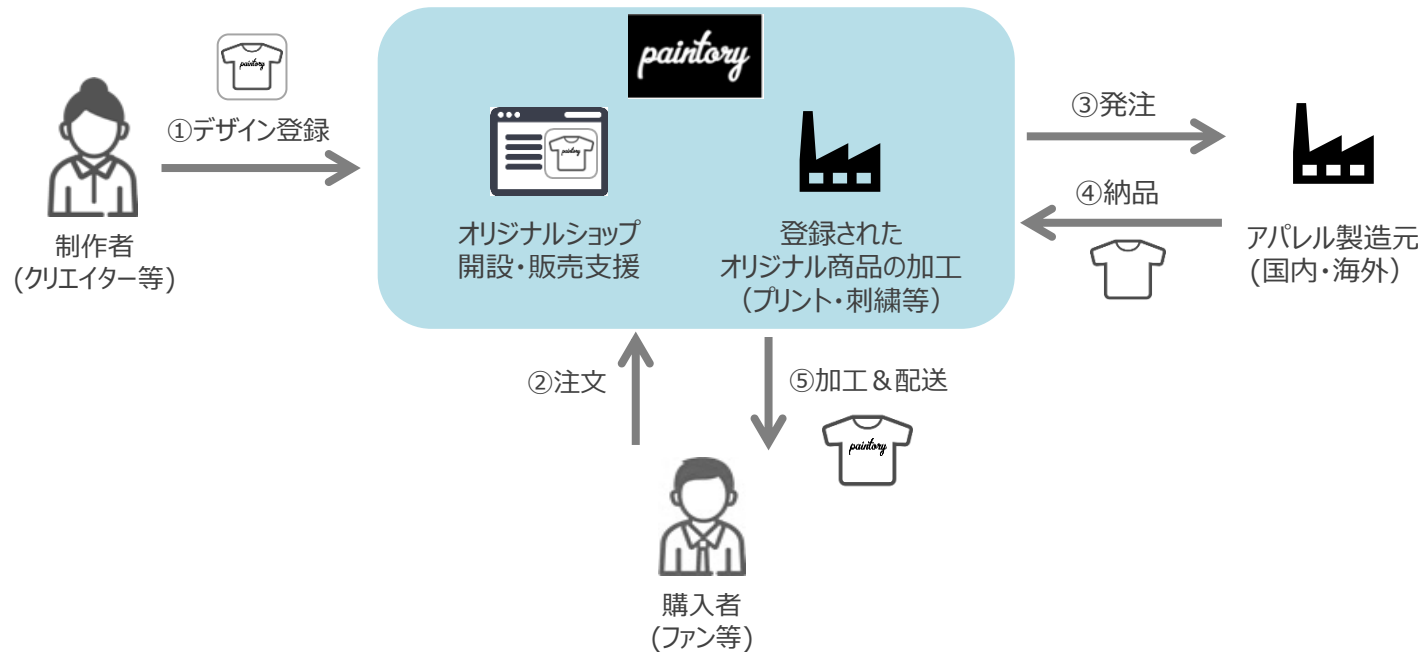 paintory
paintory
①デザイン登録
制作者
(クリエイター等)
paintory
オリジナルショップ
開設・販売支援
登録された
オリジナル商品の加工
（プリント・刺繍等）
③発注
④納品
アパレル製造元
(国内・海外）
②注文
⑤加工＆配送
paintory
購入者
(ファン等)